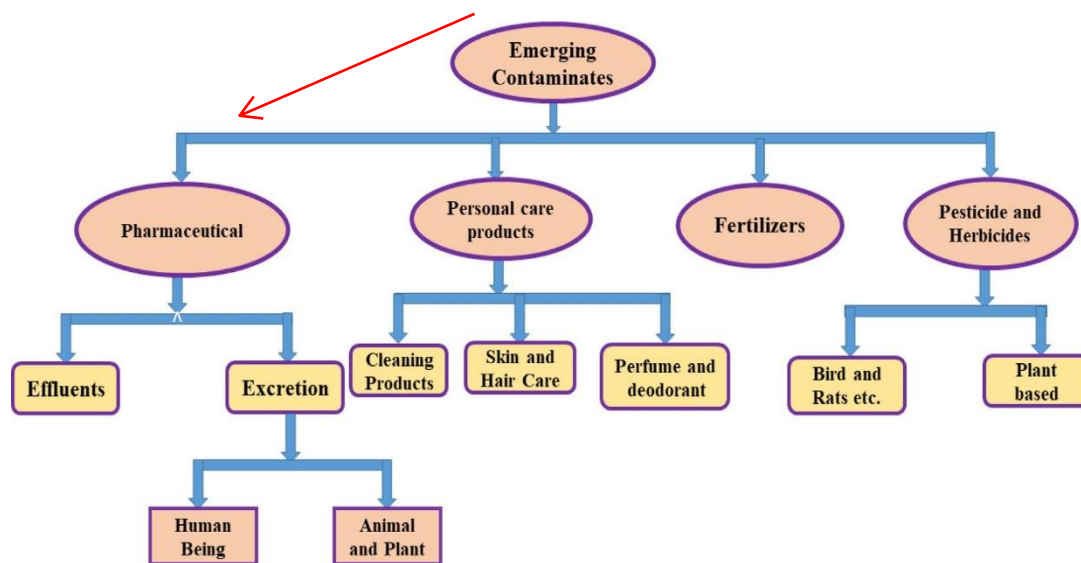 Emerging
Contaminates
Pharmaceutical
Personal care
products
Fertilizers
Pesticide and
Herbicides
Effluents
Excretion
Cleaning
Products
Skin and
Hair Care
Perfume and
deodorant
Bird and
Rats etc.
Plant
based
Human
Being
Animal
and Plant